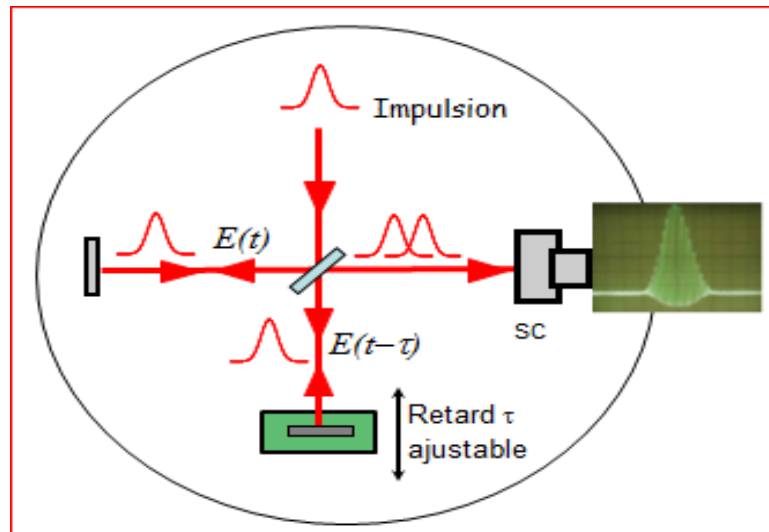 Impulsion
E(t)
E(t−τ)
SC
Retard τ
ajustable